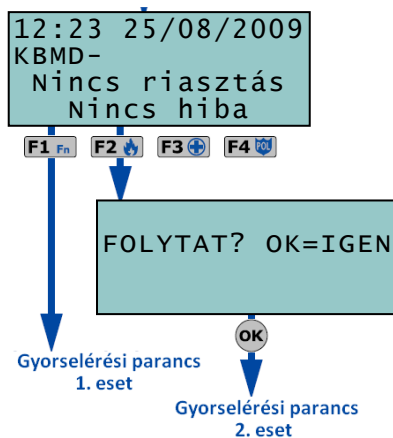 12:23 25/08/2009
KBMD-
Nincs riasztás
Nincs hiba
F1 Fn F2 F3 F4 POL
FOLYTAT? OK=IGEN
OK
Gyorselérési parancs
1. eset
Gyorselérési parancs
2. eset